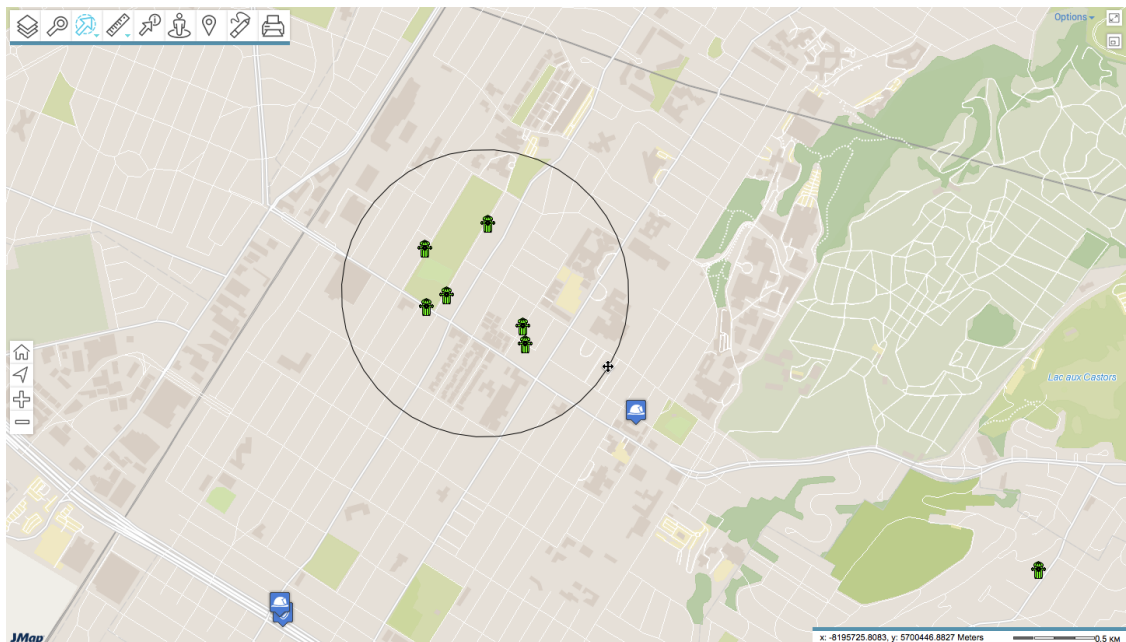 Options
Lac aux Castors
JMap
x: -8195725.8083, y: 5700446.8827 Meters
0.5 KM